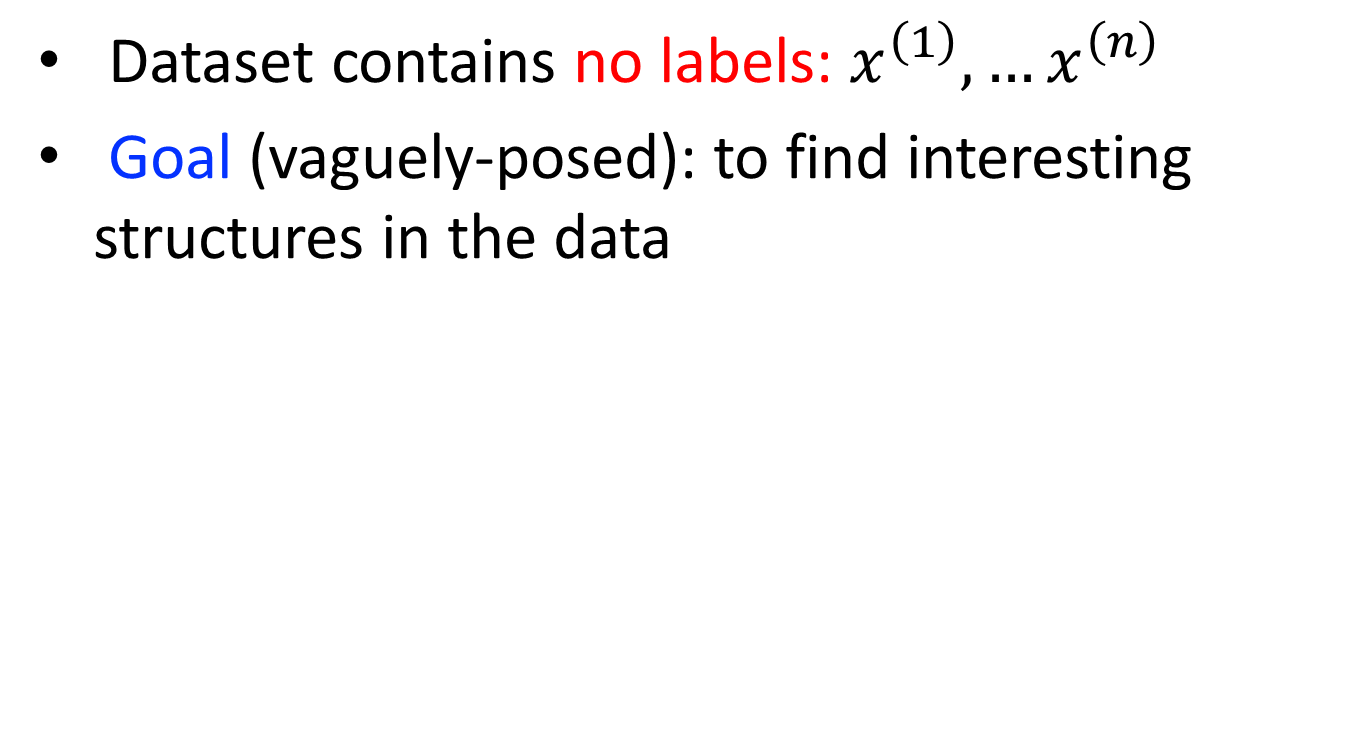 • Dataset contains no labels: x⁽¹⁾, … x⁽ⁿ⁾
• Goal (vaguely-posed): to find interesting
structures in the data